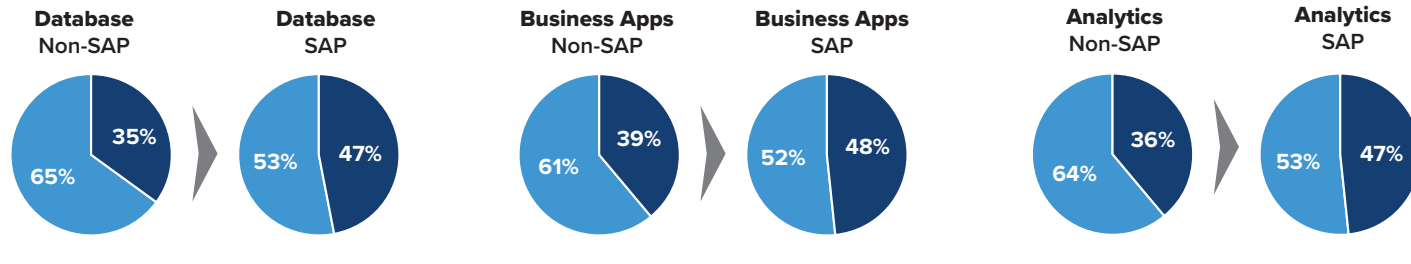 Database
Non-SAP
Database
SAP
Business Apps
Non-SAP
Business Apps
SAP
Analytics
Non-SAP
Analytics
SAP
35%
65%
47%
53%
39%
61%
48%
52%
36%
64%
47%
53%